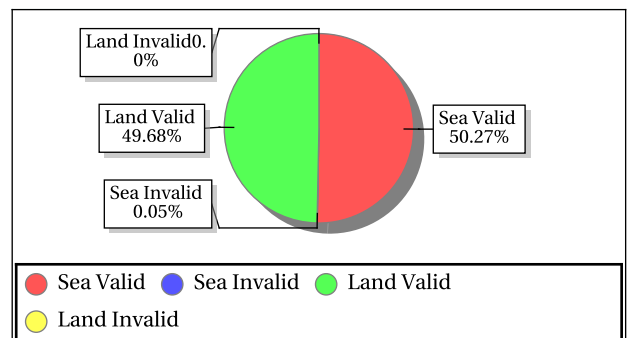 Land Invalid0.
0%
Land Valid
49.68%
Sea Invalid
0.05%
Sea Valid
50.27%
Sea Valid Sea Invalid Land Valid
Land Invalid